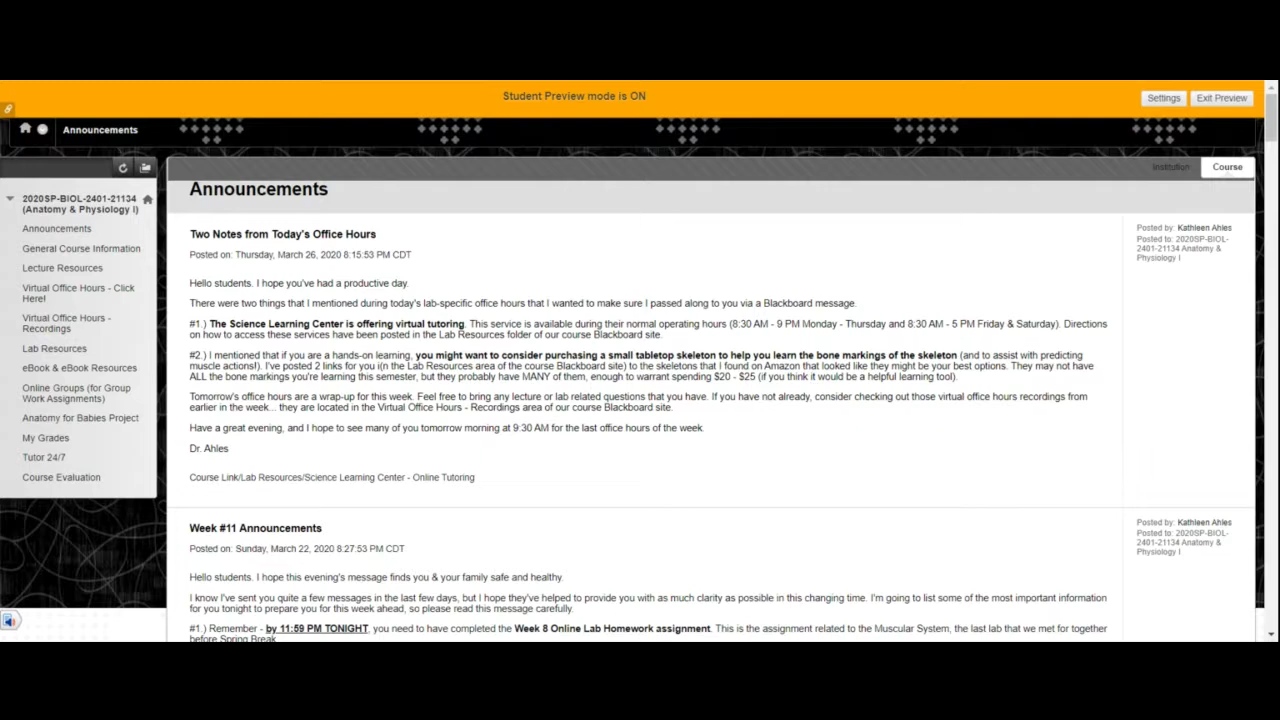 Student Preview mode is ON
Settings
Exit Preview
Announcements
Institution
Course
2020SP-BIOL-2401-21134
(Anatomy & Physiology I)
Announcements
General Course Information
Lecture Resources
Virtual Office Hours - Click
Here!
Virtual Office Hours -
Recordings
Lab Resources
eBook & eBook Resources
Online Groups (for Group
Work Assignments)
Anatomy for Babies Project
My Grades
Tutor 24/7
Course Evaluation
Announcements
Two Notes from Today's Office Hours
Posted on: Thursday, March 26, 2020 8:15:53 PM CDT
Hello students. I hope you've had a productive day.
There were two things that I mentioned during today's lab-specific office hours that I wanted to make sure I passed along to you via a Blackboard message.
#1.) The Science Learning Center is offering virtual tutoring. This service is available during their normal operating hours (8:30 AM - 9 PM Monday - Thursday and 8:30 AM - 5 PM Friday & Saturday). Directions
on how to access these services have been posted in the Lab Resources folder of our course Blackboard site.
#2.) I mentioned that if you are a hands-on learning, you might want to consider purchasing a small tabletop skeleton to help you learn the bone markings of the skeleton (and to assist with predicting
muscle actions!). I've posted 2 links for you i(n the Lab Resources area of the course Blackboard site) to the skeletons that I found on Amazon that looked like they might be your best options. They may not have
ALL the bone markings you're learning this semester, but they probably have MANY of them, enough to warrant spending $20 - $25 (if you think it would be a helpful learning tool).
Tomorrow's office hours are a wrap-up for this week. Feel free to bring any lecture or lab related questions that you have. If you have not already, consider checking out those virtual office hours recordings from
earlier in the week... they are located in the Virtual Office Hours - Recordings area of our course Blackboard site.
Have a great evening, and I hope to see many of you tomorrow morning at 9:30 AM for the last office hours of the week.
Dr. Ahles
Course Link/Lab Resources/Science Learning Center - Online Tutoring
Posted by: Kathleen Ahles
Posted to: 2020SP-BIOL-
2401-21134 Anatomy &
Physiology I
Week #11 Announcements
Posted on: Sunday, March 22, 2020 8:27:53 PM CDT
Hello students. I hope this evening's message finds you & your family safe and healthy.
I know I've sent you quite a few messages in the last few days, but I hope they've helped to provide you with as much clarity as possible in this changing time. I'm going to list some of the most important information
for you tonight to prepare you for this week ahead, so please read this message carefully.
#1.) Remember - by 11:59 PM TONIGHT, you need to have completed the Week 8 Online Lab Homework assignment. This is the assignment related to the Muscular System, the last lab that we met for together
before Spring Break.
Posted by: Kathleen Ahles
Posted to: 2020SP-BIOL-
2401-21134 Anatomy &
Physiology I